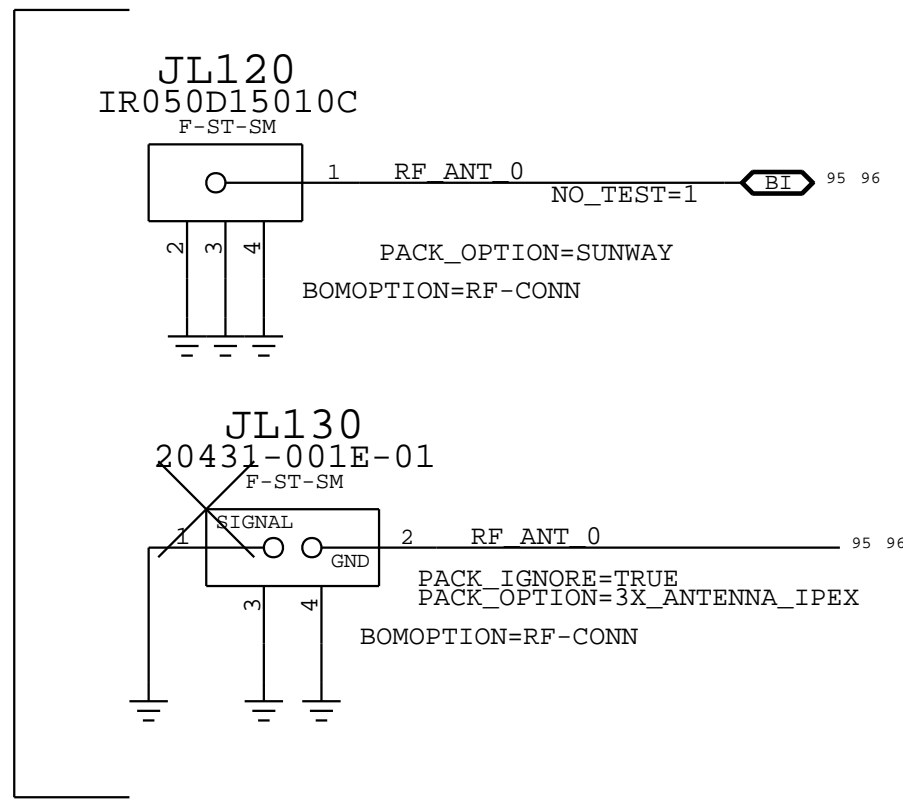 JL120
IR050D15010C
F-ST-SM
1 RF_ANT_0 BI 95 96
NO_TEST=1
2 3 4
PACK_OPTION=SUNWAY
BOMOPTION=RF-CONN
JL130
20431-001E-01
F-ST-SM
SIGNAL
1 2 RF_ANT_0 95 96
GND
PACK_IGNORE=TRUE
PACK_OPTION=3X_ANTENNA_IPEX
3 4
BOMOPTION=RF-CONN